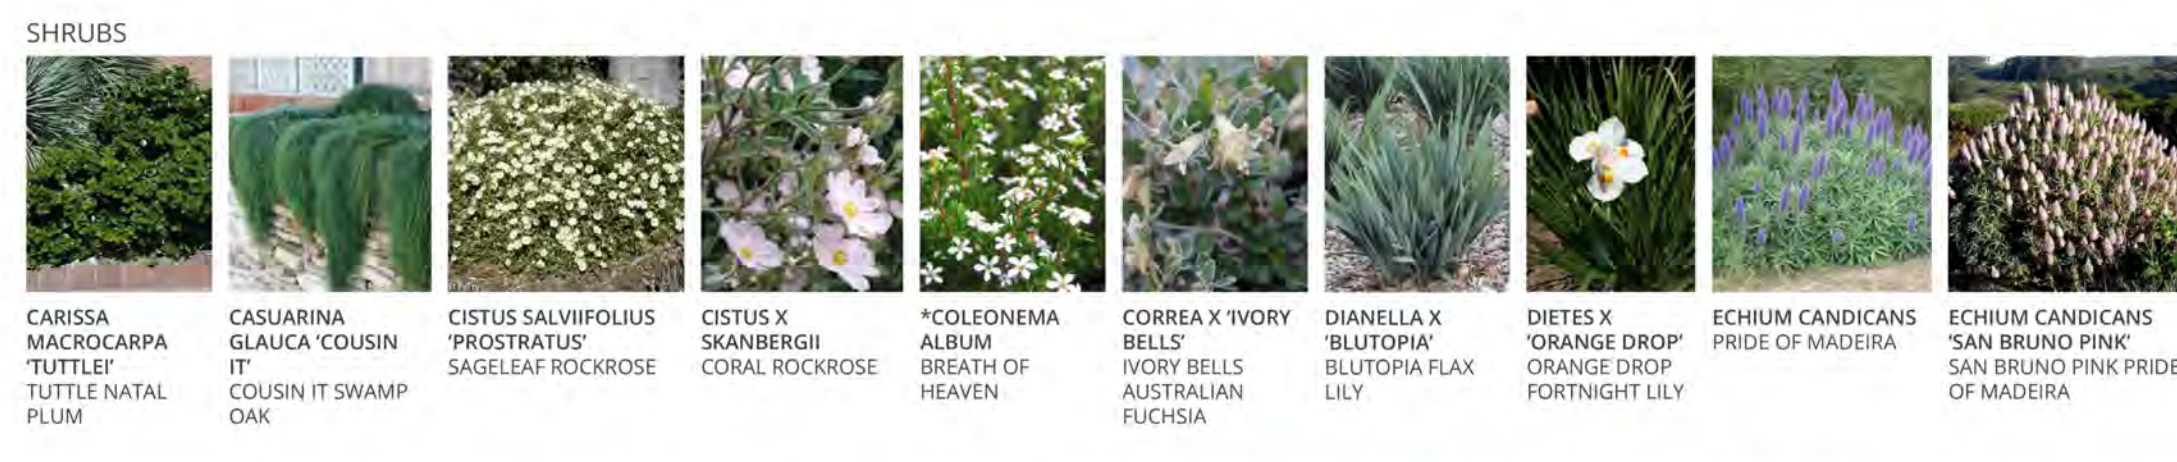 SHRUBS
CARISSA
MACROCARPA
‘TUTTLEI’
TUTTLE NATAL
PLUM
CASUARINA
GLAUCA ‘COUSIN
IT’
COUSIN IT SWAMP
OAK
CISTUS SALVIIFOLIUS
‘PROSTRATUS’
SAGELEAF ROCKROSE
CISTUS X
SKANBERGII
CORAL ROCKROSE
*COLEONEMA
ALBUM
BREATH OF
HEAVEN
CORREA X ‘IVORY
BELLS’
IVORY BELLS
AUSTRALIAN
FUCHSIA
DIANELLA X
‘BLUTOPIA’
BLUTOPIA FLAX
LILY
DIETES X
‘ORANGE DROP’
ORANGE DROP
FORTNIGHT LILY
ECHIUM CANDICANS
PRIDE OF MADEIRA
ECHIUM CANDICANS
‘SAN BRUNO PINK’
SAN BRUNO PINK PRIDE
OF MADEIRA